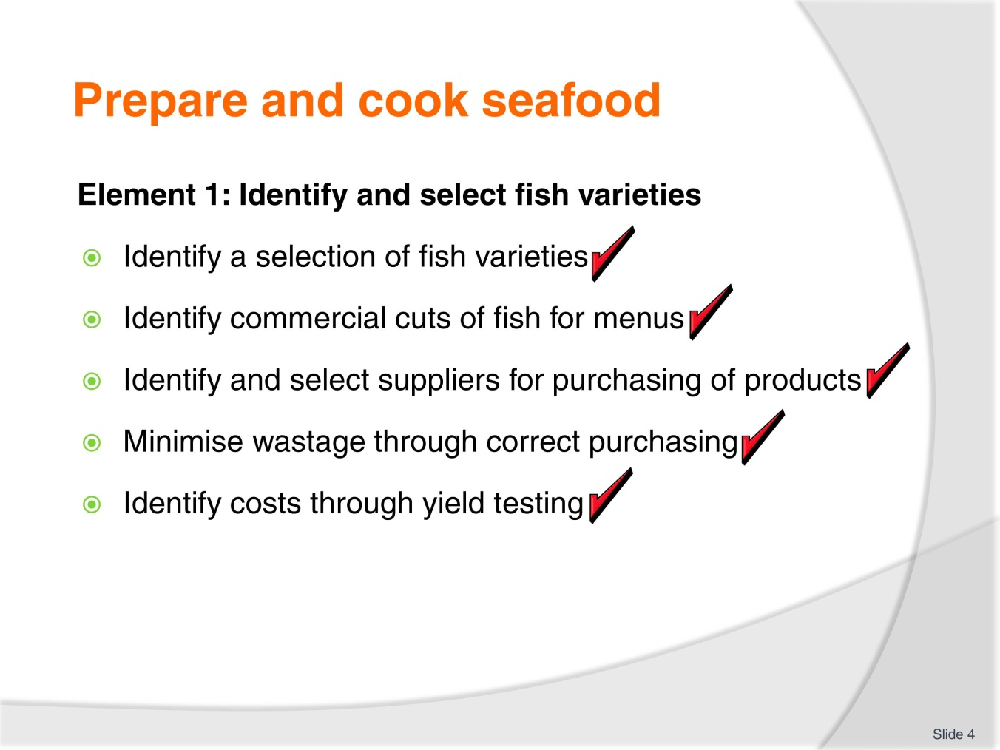 Prepare and cook seafood
Element 1: Identify and select fish varieties
Identify a selection of fish varieties
Identify commercial cuts of fish for menus
Identify and select suppliers for purchasing of products
Minimise wastage through correct purchasing
Identify costs through yield testing
Slide 4